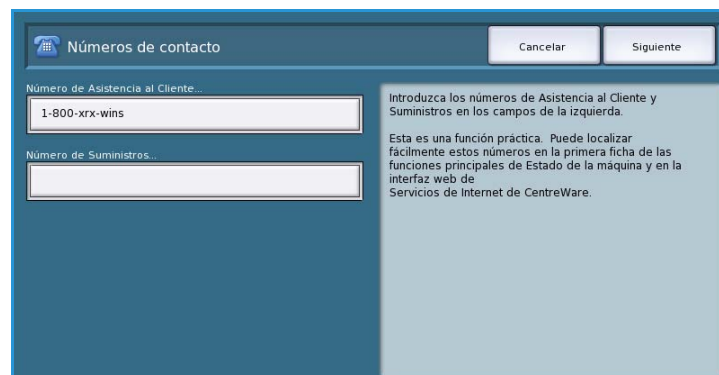 Números de contacto
Cancelar
Siguiente
Número de Asistencia al Cliente...
1-800-xrx-wins
Número de Suministros...
Introduzca los números de Asistencia al Cliente y
Suministros en los campos de la izquierda.
Esta es una función práctica. Puede localizar
fácilmente estos números en la primera ficha de las
funciones principales de Estado de la máquina y en la
interfaz web de
Servicios de Internet de CentreWare.